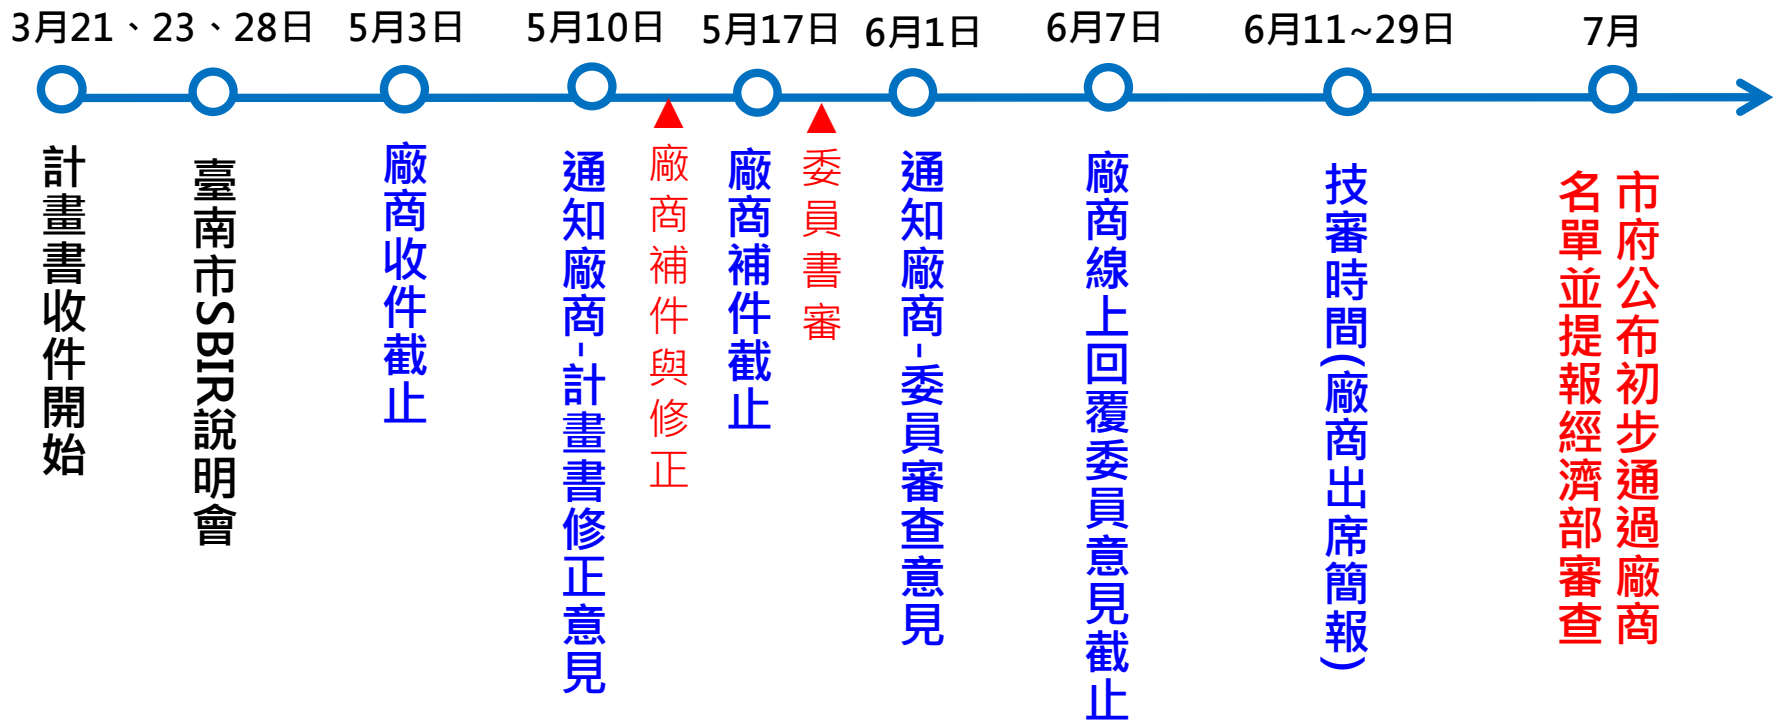 3月21、23、28日
5月3日
5月10日
5月17日
6月1日
6月7日
6月11~29日
7月
計畫書收件開始
臺南市SBIR說明會
廠商收件截止
通知廠商-計畫書修正意見
廠商補件與修正
廠商補件截止
委員書審
通知廠商-委員審查意見
廠商線上回覆委員意見截止
技審時間(廠商出席簡報)
市府公布初步通過廠商
名單並提報經濟部審查